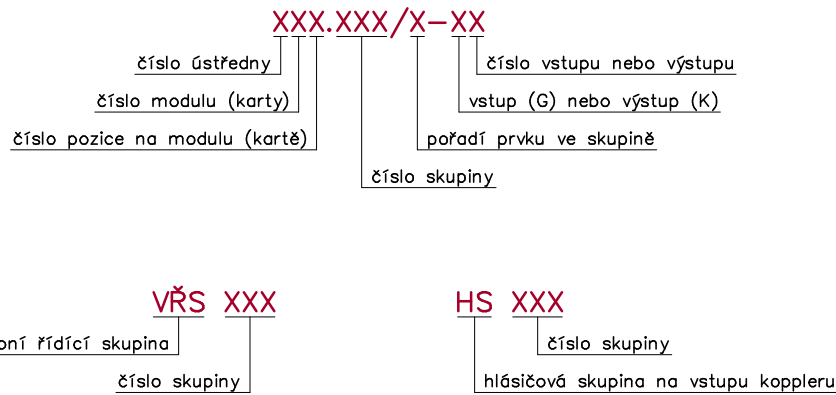 XXX.XXX/X-XX
číslo ústředny
číslo vstupu nebo výstupu
číslo modulu (karty)
vstup (G) nebo výstup (K)
číslo pozice na modulu (kartě)
pořadí prvku ve skupině
číslo skupiny
VŘS XXX
HS XXX
řídící skupina
číslo skupiny
číslo skupiny
hlásičová skupina na vstupu koppleru